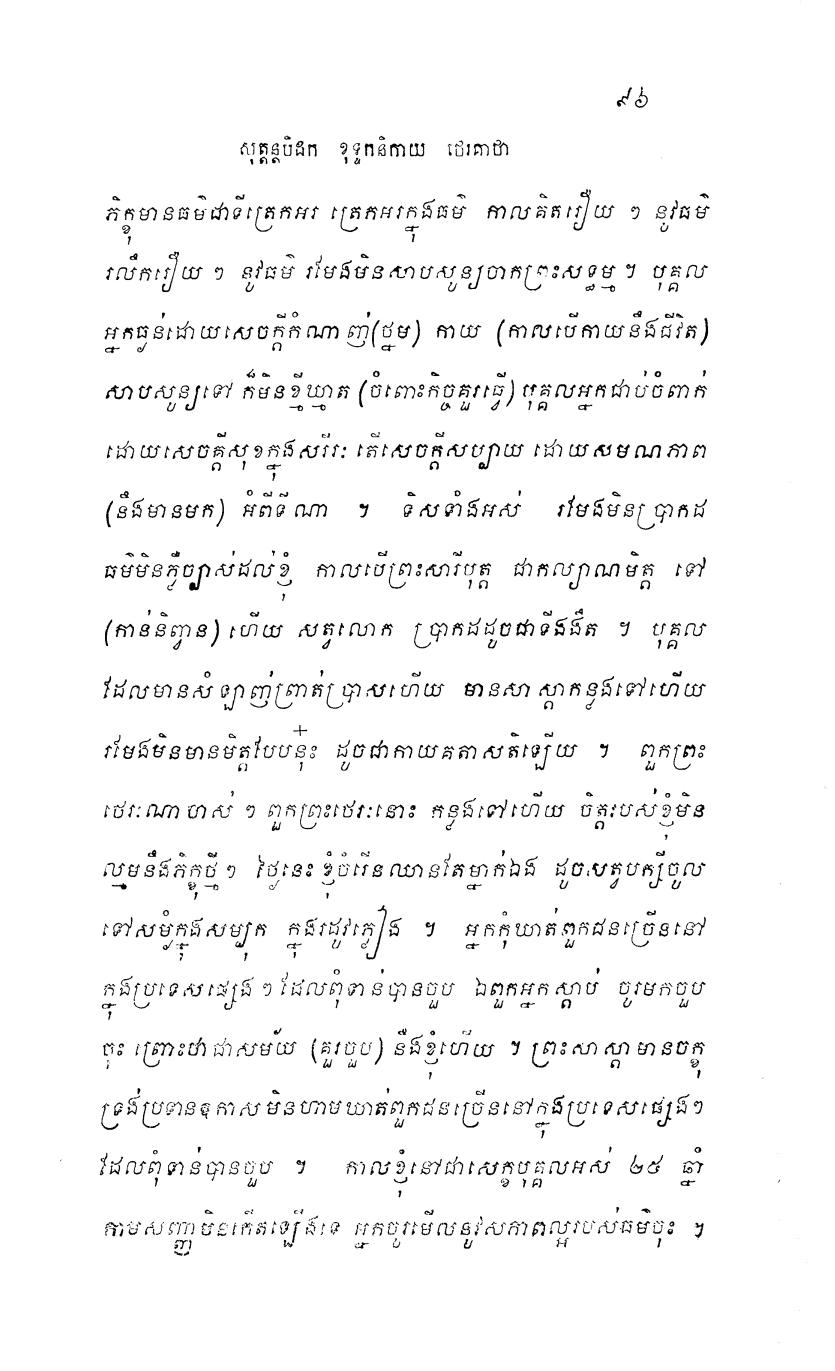 ៩៦
សុត្តន្តបិដក ខុទ្ទកនិកាយ ថេរគាថា
ភិក្ខុមានធម៌ជាទីត្រេកអរ ត្រេកអរក្នុងធម៌ កាលគិតរឿយ ៗ នូវធម៌
រលឹករឿយ ៗ នូវធម៌ រមែងមិនសាបសូន្យចាកព្រះសទ្ធម្ម ។ បុគ្គល
អ្នកធ្ងន់ដោយសេចក្តីកំណាញ់(ថ្នម) កាយ (កាលបើកាយនឹងជីវិត)
សាបសូន្យទៅ ក៏មិនខ្មីឃ្មាត (ចំពោះកិច្ចគួរធ្វើ) បុគ្គលអ្នកជាប់ចំពាក់
ដោយសេចក្តីសុខក្នុងសរីរៈ តើសេចក្តីសប្បាយ ដោយសមណភាព
(នឹងមានមក) អំពីទីណា ។ ទិសទាំងអស់ រមែងមិនប្រាកដ
ធម៌មិនភ្លឺច្បាស់ដល់ខ្ញុំ កាលបើព្រះសារីបុត្ត ជាកល្យាណមិត្ត ទៅ
(កាន់និព្វាន) ហើយ សត្វលោក ប្រាកដដូចជាទីងងឹត ។ បុគ្គល
ដែលមានសំឡាញ់ព្រាត់ប្រាសហើយ មានសាស្តាកន្លងទៅហើយ
រមែងមិនមានមិត្តបែបនុ៎ះ ដូចជាកាយគតាសតិឡើយ ។ ពួកព្រះ
ថេរៈណាចាស់ ៗ ពួកព្រះថេរៈនោះ កន្លងទៅហើយ ចិត្តរបស់ខ្ញុំមិន
ល្មមនឹងភិក្ខុថ្មី ៗ ថ្ងៃនេះ ខ្ញុំចំរើនឈានតែម្នាក់ឯង ដូចសត្វបក្សីចូល
ទៅសម្ងំក្នុងសម្បុក ក្នុងរដូវភ្លៀង ។ អ្នកកុំឃាត់ពួកជនច្រើននៅ
ក្នុងប្រទេសផ្សេង ៗ ដែលពុំទាន់បានចួប ឯពួកអ្នកស្តាប់ ចូរមកចួប
ចុះ ព្រោះថាជាសម័យ (គួរចួប) នឹងខ្ញុំហើយ ។ ព្រះសាស្តាមានចក្ខុ
ទ្រង់ប្រទានឱកាសមិនហាមឃាត់ពួកជនច្រើននៅក្នុងប្រទេសផ្សេងៗ
ដែលពុំទាន់បានចួប ។ កាលខ្ញុំនៅជាសេក្ខបុគ្គលអស់ ២៥ ឆ្នាំ
កាមសញ្ញាមិនកើតឡើងទេ អ្នកចូរមើលនូវសភាពល្អរបស់ធម៌ចុះ ។